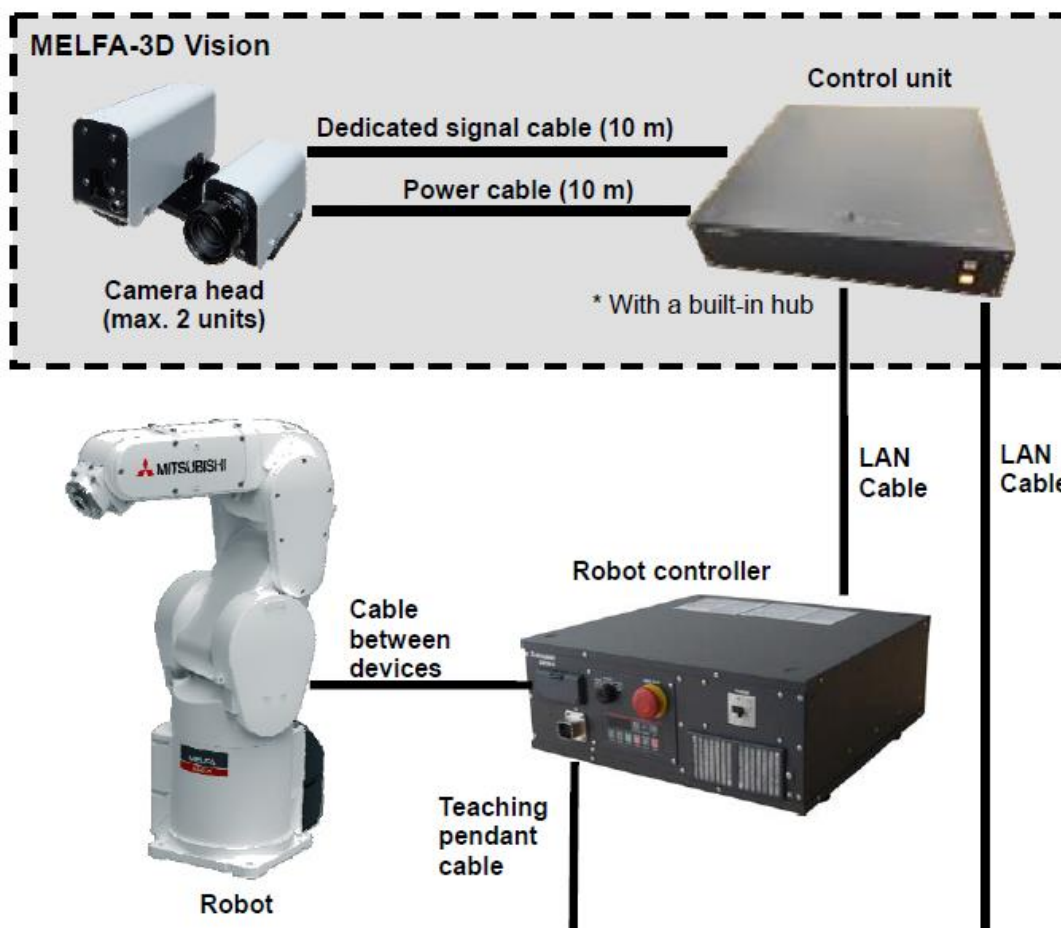 MELFA-3D Vision
Control unit
Dedicated signal cable (10 m)
Power cable (10 m)
Camera head
(max. 2 units)
* With a built-in hub
LAN
Cable
LAN
Cable
MITSUBISHI
Robot controller
Cable
between
devices
MELFA
Teaching
pendant
cable
Robot